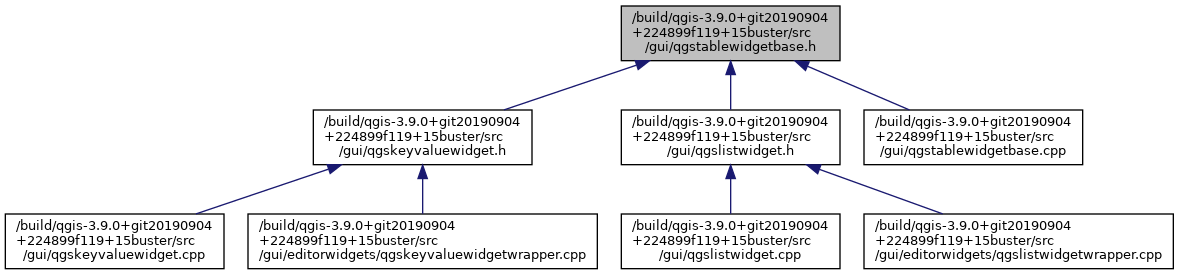 /build/qgis-3.9.0+git20190904
+224899f119+15buster/src
/gui/qgstablewidgetbase.h
/build/qgis-3.9.0+git20190904
+224899f119+15buster/src
/gui/qgskeyvaluewidget.h
/build/qgis-3.9.0+git20190904
+224899f119+15buster/src
/gui/qgslistwidget.h
/build/qgis-3.9.0+git20190904
+224899f119+15buster/src
/gui/qgstablewidgetbase.cpp
/build/qgis-3.9.0+git20190904
+224899f119+15buster/src
/gui/qgskeyvaluewidget.cpp
/build/qgis-3.9.0+git20190904
+224899f119+15buster/src
/gui/editorwidgets/qgskeyvaluewidgetwrapper.cpp
/build/qgis-3.9.0+git20190904
+224899f119+15buster/src
/gui/qgslistwidget.cpp
/build/qgis-3.9.0+git20190904
+224899f119+15buster/src
/gui/editorwidgets/qgslistwidgetwrapper.cpp